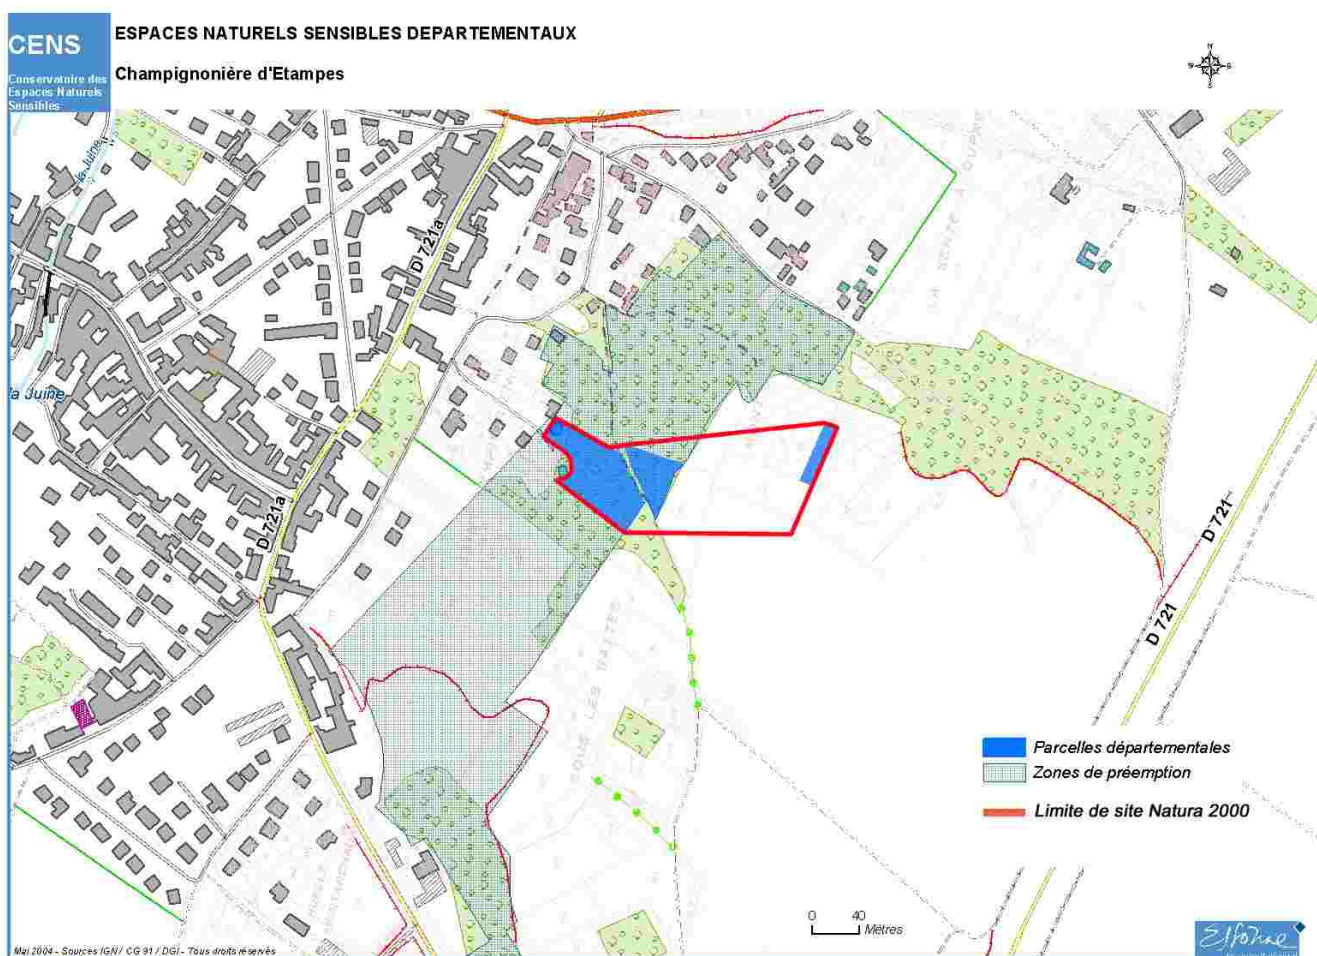 CENS
Conservatoire des
Espaces Naturels
Sensibles
ESPACES NATURELS SENSIBLES DEPARTEMENTAUX
Champignonière d'Etampes
la Juine
D 721a
la Juine
D 721a
D 721
D 721
Parcelles départementales
Zones de préemption
Limite de site Natura 2000
0 40
Mètres
Mai 2004 - Sources IGN / CG 91 / DGI - Tous droits réservés
Essonne